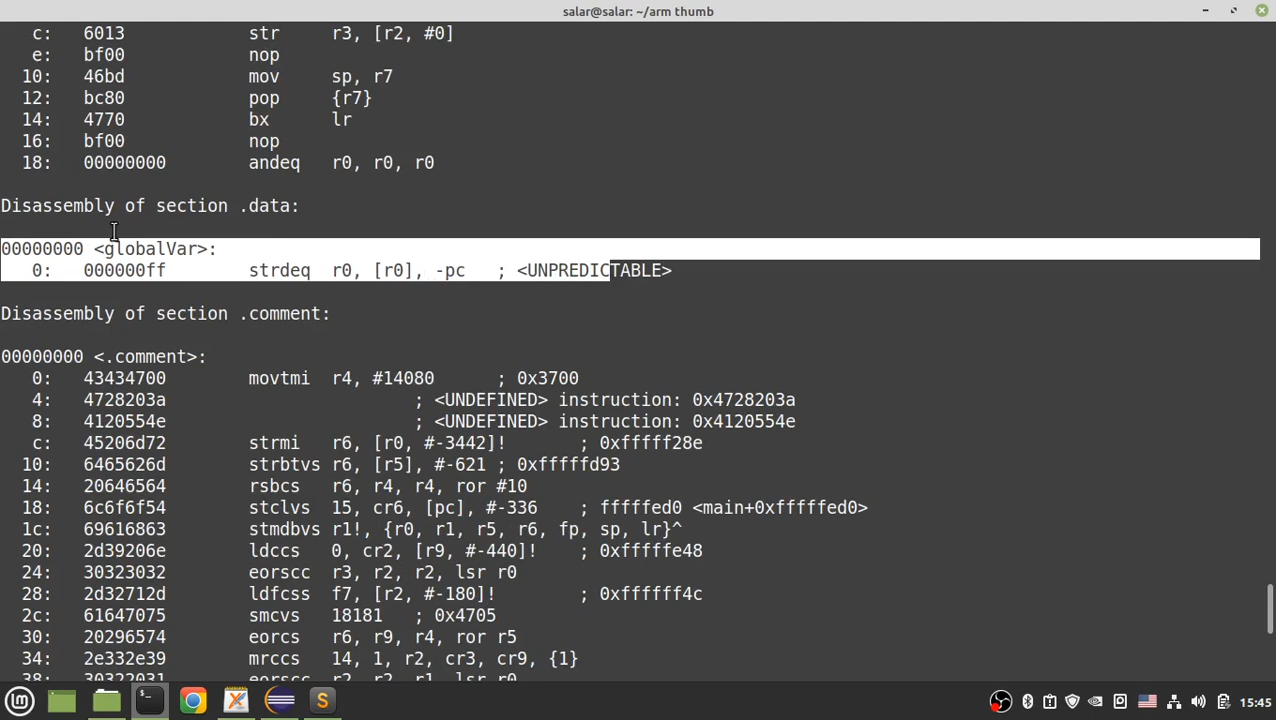 salar@salar: ~/arm thumb
c: 6013 str r3, [r2, #0]
e: bf00 nop
10: 46bd mov sp, r7
12: bc80 pop {r7}
14: 4770 bx lr
16: bf00 nop
18: 00000000 andeq r0, r0, r0
Disassembly of section .data:
00000000 <globalVar>:
0: 000000ff strdeq r0, [r0], -pc ; <UNPREDICTABLE>
Disassembly of section .comment:
00000000 <.comment>:
0: 43434700 movtmi r4, #14080 ; 0x3700
4: 4728203a ; <UNDEFINED> instruction: 0x4728203a
8: 4120554e ; <UNDEFINED> instruction: 0x4120554e
c: 45206d72 strmi r6, [r0, #-3442]! ; 0xfffff28e
10: 6465626d strbtvs r6, [r5], #-621 ; 0xfffffd93
14: 20646564 rsbcs r6, r4, r4, ror #10
18: 6c6f6f54 stclvs 15, cr6, [pc], #-336 ; fffffed0 <main+0xfffffed0>
1c: 69616863 stmdbvs r1!, {r0, r1, r5, r6, fp, sp, lr}^
20: 2d39206e ldccs 0, cr2, [r9, #-440]! ; 0xfffffe48
24: 30323032 eorscc r3, r2, r2, lsr r0
28: 2d32712d ldfcss f7, [r2, #-180]! ; 0xffffff4c
2c: 61647075 smcvs 18181 ; 0x4705
30: 20296574 eorcs r6, r9, r4, ror r5
34: 2e332e39 mrccs 14, 1, r2, cr3, cr9, {1}
38: 30322031 eorscc r2, r2, r1, lsr r0
15:45